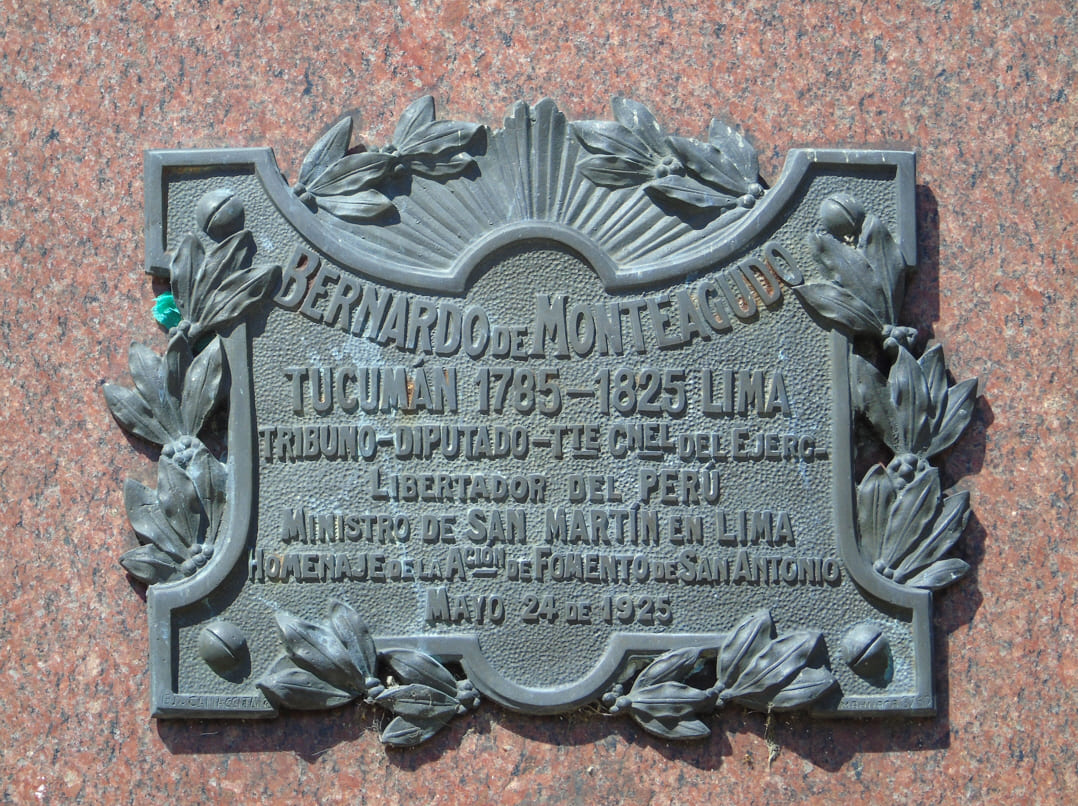 BERNARDO DE MONTEAGUDO
TUCUMÁN 1785-1825 LIMA
TRIBUNO-DIPUTADO-TTE CNEL DEL EJERC-
LIBERTADOR DEL PERÚ
MINISTRO DE SAN MARTÍN EN LIMA
HOMENAJE DE LA ACIÓN DE FOMENTO DE SAN ANTONIO
MAYO 24 DE 1925